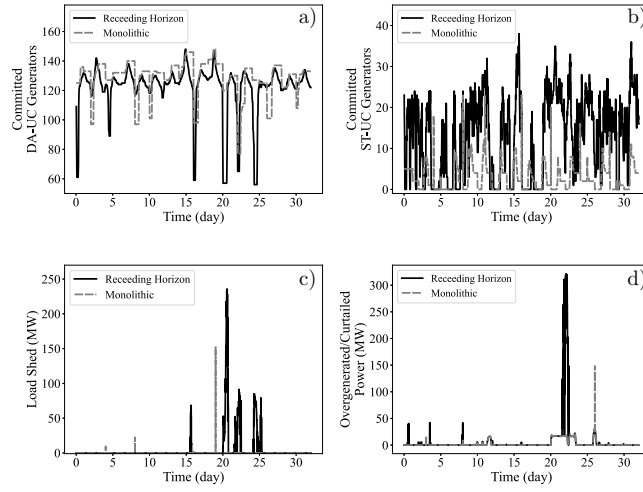 a)
Receeding Horizon
Monolithic
Committed
DA-UC Generators
160
140
120
100
80
60
0 5 10 15 20 25 30
Time (day)
b)
Receeding Horizon
Monolithic
Committed
ST-UC Generators
40
30
20
10
0
0 5 10 15 20 25 30
Time (day)
c)
Receeding Horizon
Monolithic
Load Shed (MW)
250
200
150
100
50
0
0 5 10 15 20 25 30
Time (day)
d)
Receeding Horizon
Monolithic
Overgenerated/Curtailed
Power (MW)
300
250
200
150
100
50
0
0 5 10 15 20 25 30
Time (day)